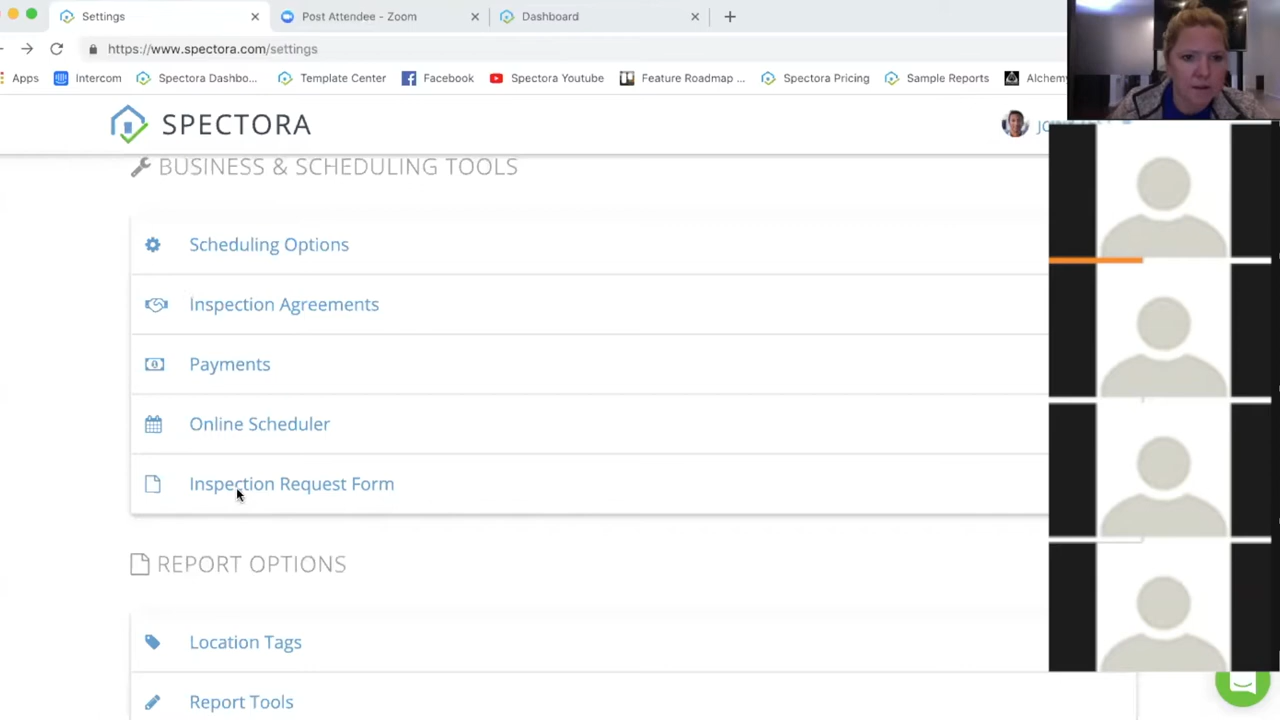 Settings
Post Attendee - Zoom
Dashboard
https://www.spectora.com/settings
Apps
Intercom
Spectora Dashbo...
Template Center
Facebook
Spectora Youtube
Feature Roadmap ...
Spectora Pricing
Sample Reports
Alchem
SPECTORA
BUSINESS & SCHEDULING TOOLS
Scheduling Options
Inspection Agreements
Payments
Online Scheduler
Inspection Request Form
REPORT OPTIONS
Location Tags
Report Tools